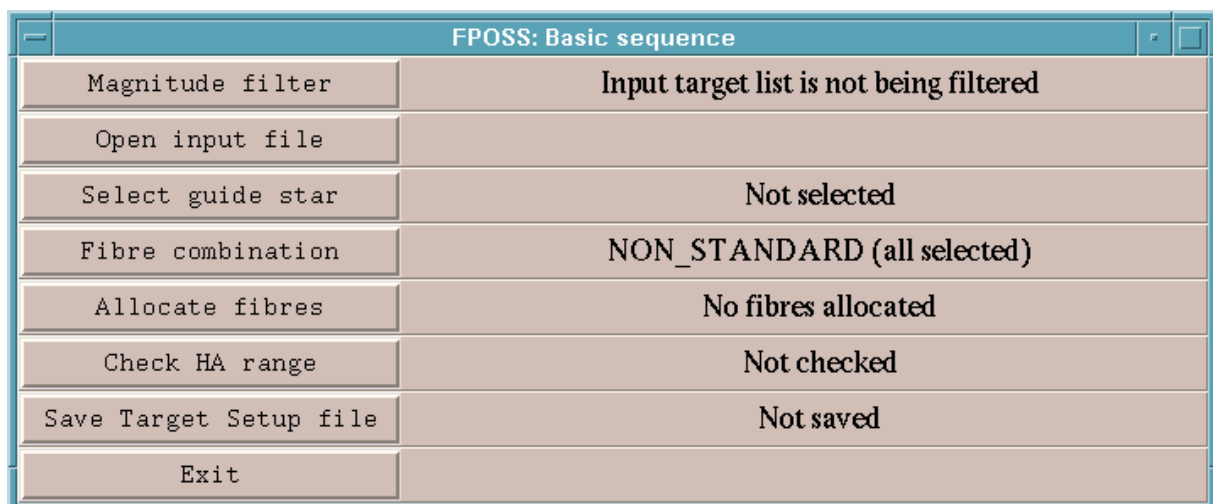 FPOSS: Basic sequence
Magnitude filter Input target list is not being filtered
Open input file
Select guide star Not selected
Fibre combination NON_STANDARD (all selected)
Allocate fibres No fibres allocated
Check HA range Not checked
Save Target Setup file Not saved
Exit